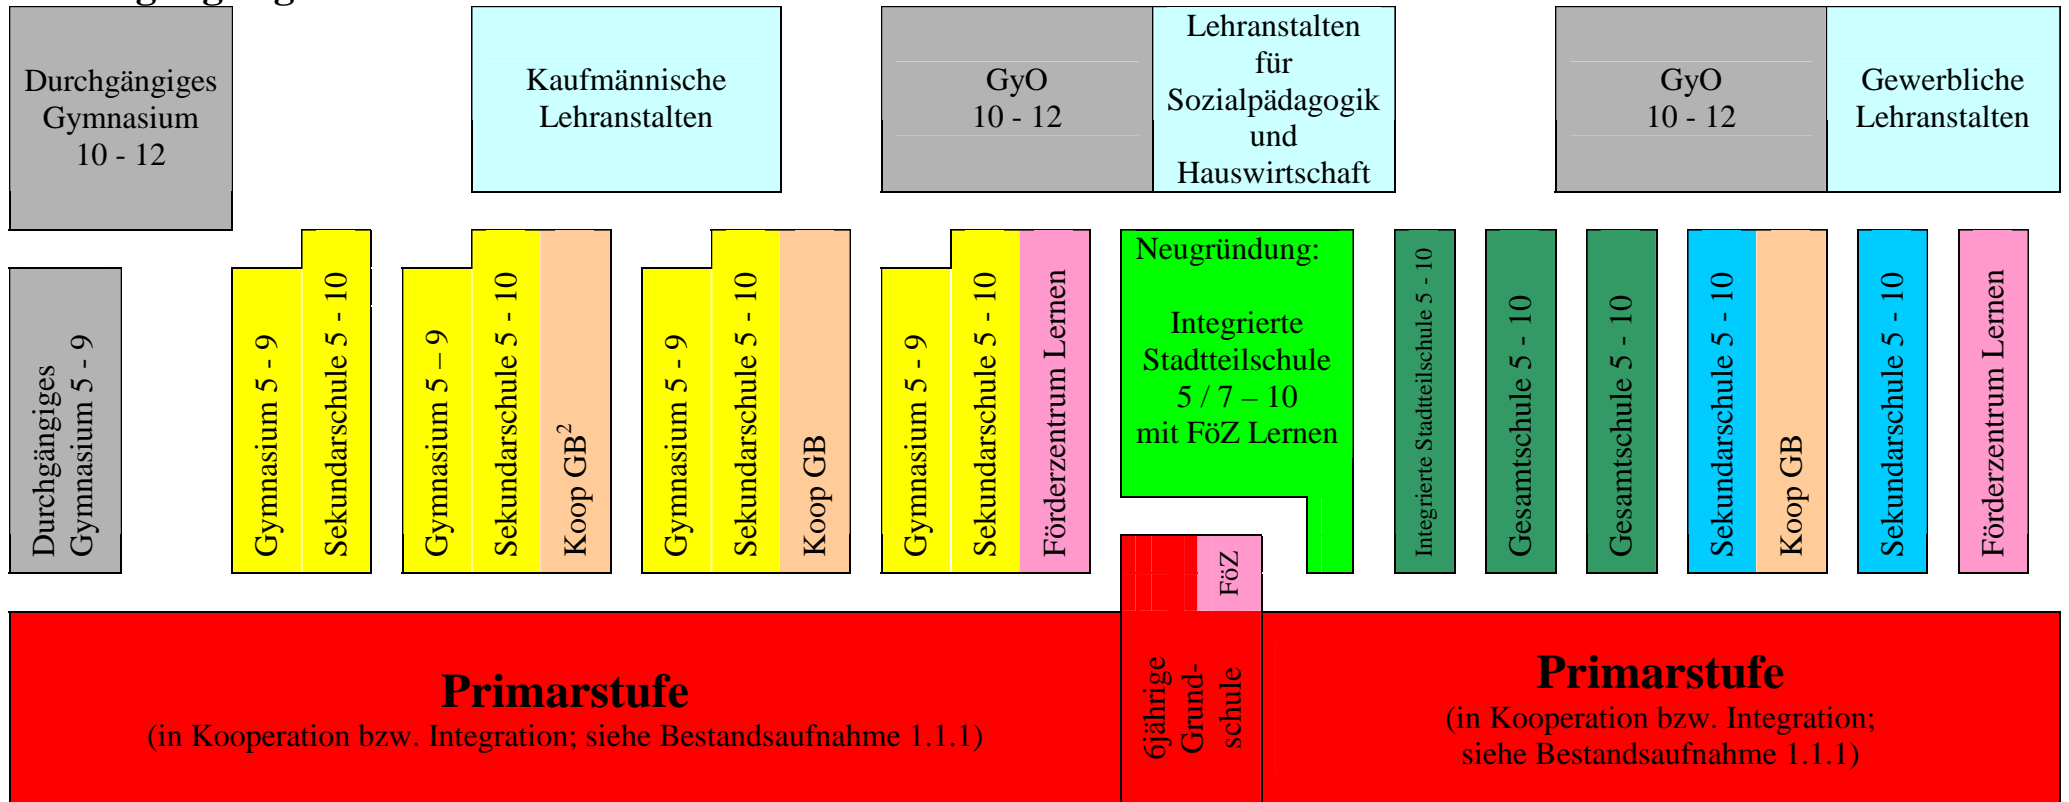 Durchgängiges
Gymnasium
10 - 12
Kaufmännische
Lehranstalten
GyO
10 - 12
Lehranstalten
für
Sozialpädagogik
und
Hauswirtschaft
GyO
10 - 12
Gewerbliche
Lehranstalten
Durchgängiges
Gymnasium 5 - 9
Gymnasium 5 - 9
Sekundarschule 5 - 10
Gymnasium 5 – 9
Sekundarschule 5 - 10
Koop GB²
Gymnasium 5 - 9
Sekundarschule 5 - 10
Koop GB
Gymnasium 5 - 9
Sekundarschule 5 - 10
Förderzentrum Lernen
Neugründung:
Integrierte
Stadtteilschule
5 / 7 – 10
mit FöZ Lernen
Integrierte Stadtteilschule 5 - 10
Gesamtschule 5 - 10
Gesamtschule 5 - 10
Sekundarschule 5 - 10
Koop GB
Sekundarschule 5 - 10
Förderzentrum Lernen
FöZ
Primarstufe
(in Kooperation bzw. Integration; siehe Bestandsaufnahme 1.1.1)
6jährige
Grund-
schule
Primarstufe
(in Kooperation bzw. Integration;
siehe Bestandsaufnahme 1.1.1)